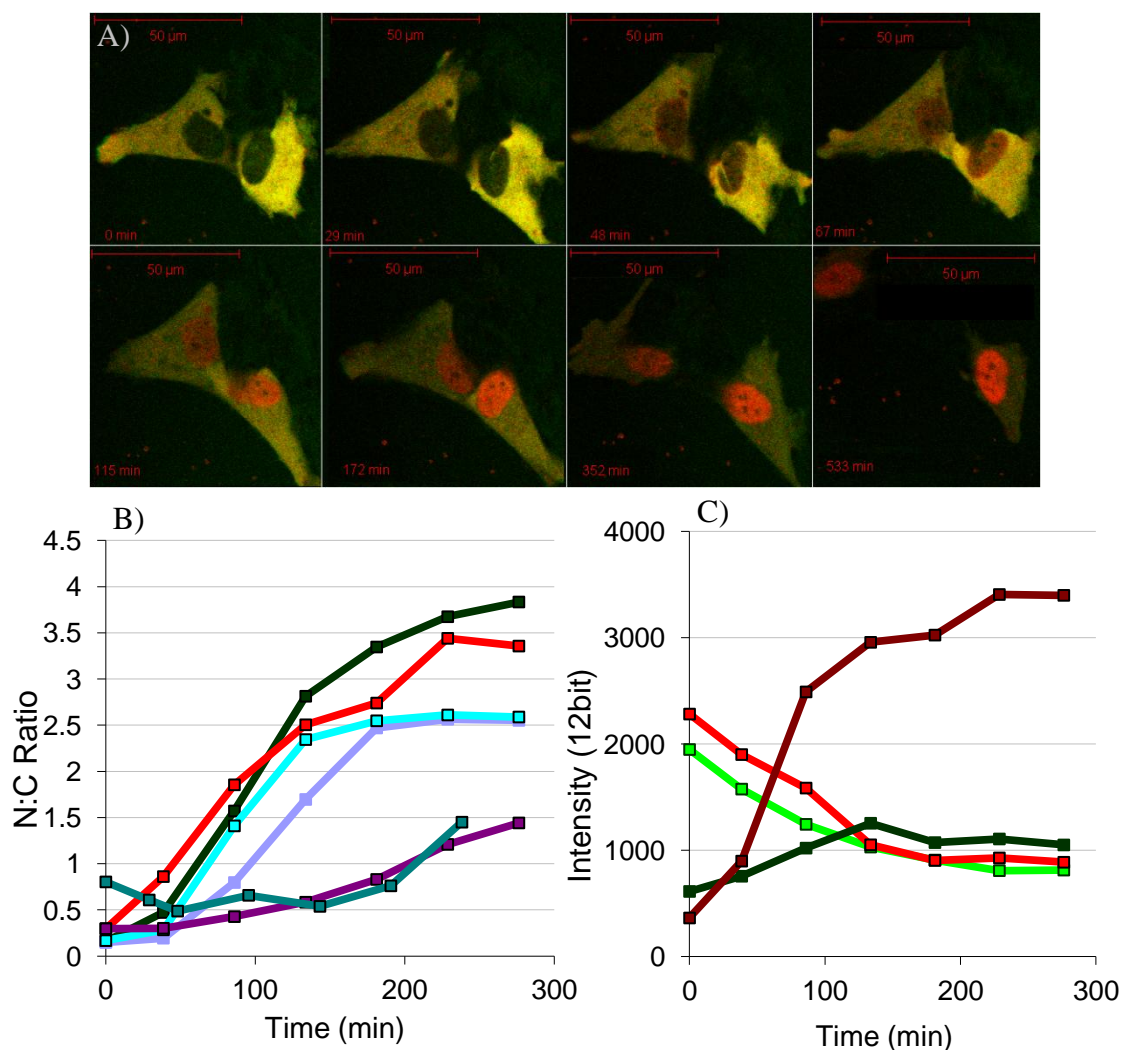 A)
50 µm
50 µm
50 µm
50 µm
0 min
29 min
48 min
67 min
50 µm
50 µm
50 µm
50 µm
115 min
172 min
352 min
533 min
B)
4.5
4
3.5
3
2.5
2
1.5
1
0.5
0
N:C Ratio
0
100
200
300
Time (min)
C)
4000
3000
2000
1000
0
Intensity (12bit)
0
100
200
300
Time (min)